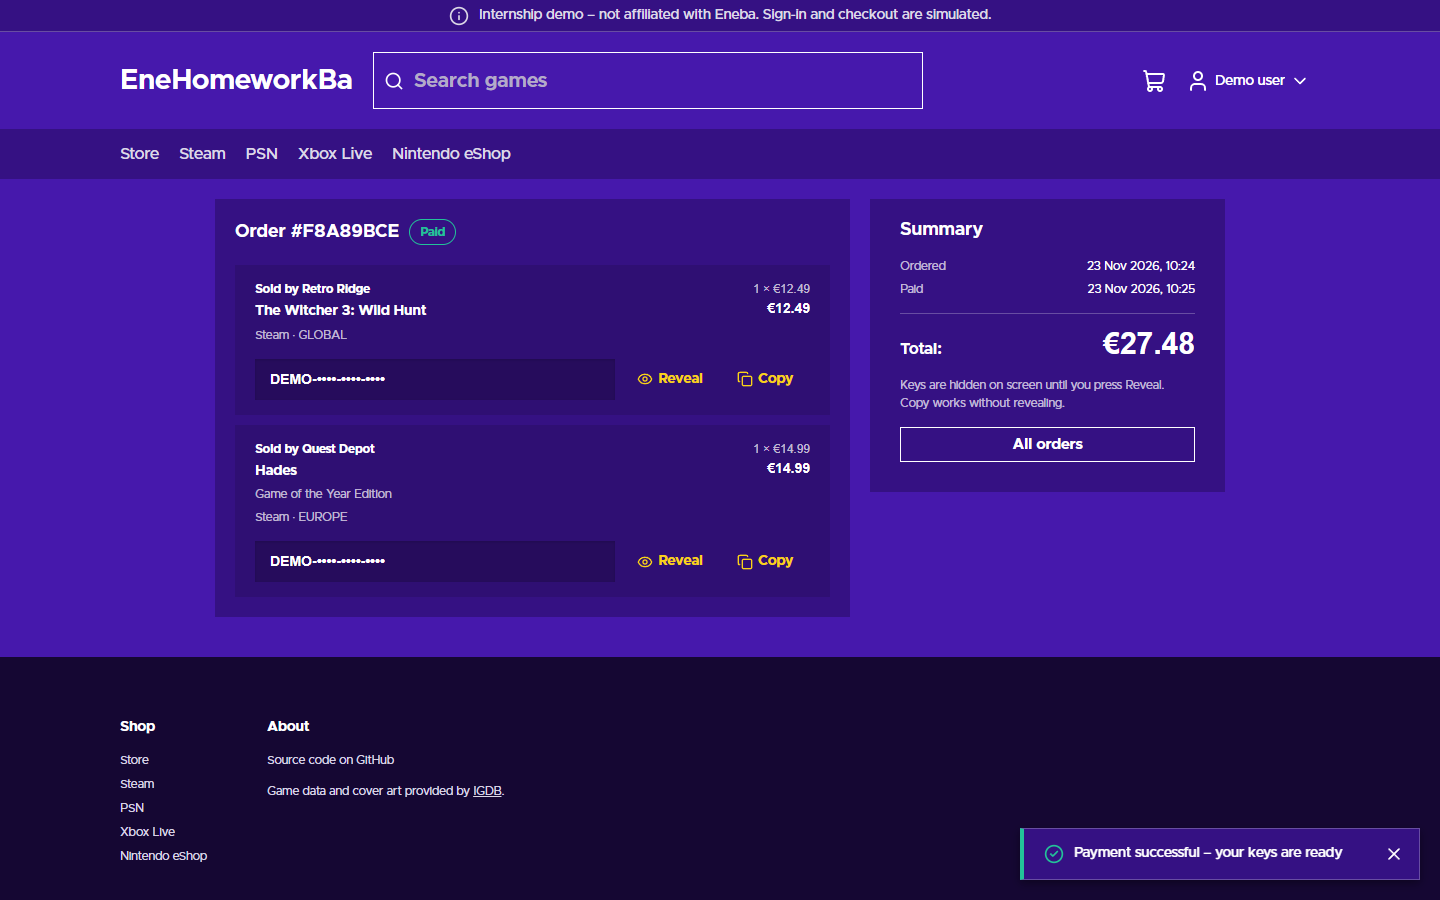 Internship demo – not affiliated with Eneba. Sign-in and checkout are simulated.
EneHomeworkBa
Search games
Demo user
Store
Steam
PSN
Xbox Live
Nintendo eShop
Order #F8A89BCE
Paid
Sold by Retro Ridge
1 × €12.49
The Witcher 3: Wild Hunt
€12.49
Steam · GLOBAL
DEMO-••••-••••-••••
Reveal
Copy
Sold by Quest Depot
1 × €14.99
Hades
€14.99
Game of the Year Edition
Steam · EUROPE
DEMO-••••-••••-••••
Reveal
Copy
Summary
Ordered
23 Nov 2026, 10:24
Paid
23 Nov 2026, 10:25
Total:
€27.48
Keys are hidden on screen until you press Reveal.
Copy works without revealing.
All orders
Shop
Store
Steam
PSN
Xbox Live
Nintendo eShop
About
Source code on GitHub
Game data and cover art provided by IGDB.
Payment successful – your keys are ready